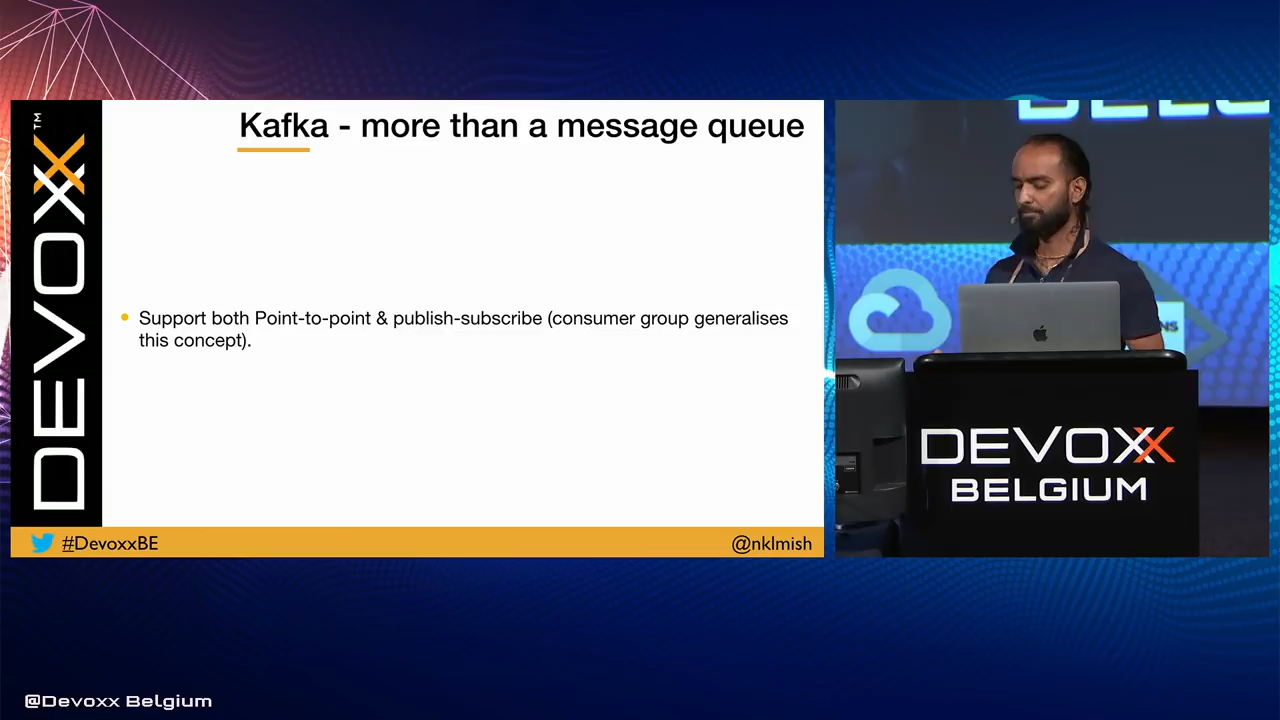 DEVOXX™
Kafka - more than a message queue
Support both Point-to-point & publish-subscribe (consumer group generalises
this concept).
#DevoxxBE
@nklmish
DEVOXX
BELGIUM
@Devoxx Belgium